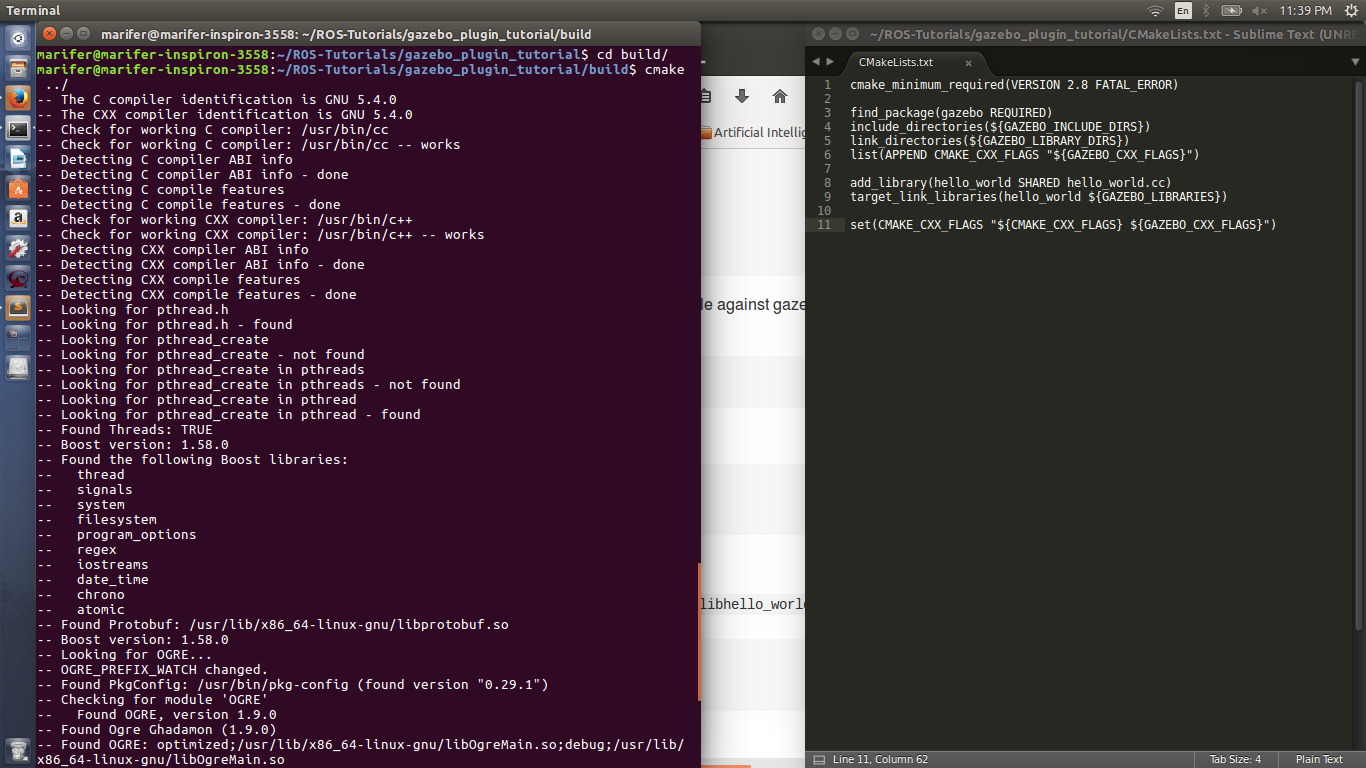 Terminal
En
11:39 PM
marifer@marifer-inspiron-3558: ~/ROS-Tutorials/gazebo_plugin_tutorial/build
marifer@marifer-inspiron-3558:~/ROS-Tutorials/gazebo_plugin_tutorial$ cd build/
marifer@marifer-inspiron-3558:~/ROS-Tutorials/gazebo_plugin_tutorial/build$ cmake
../
-- The C compiler identification is GNU 5.4.0
-- The CXX compiler identification is GNU 5.4.0
-- Check for working C compiler: /usr/bin/cc
-- Check for working C compiler: /usr/bin/cc -- works
-- Detecting C compiler ABI info
-- Detecting C compiler ABI info - done
-- Detecting C compile features
-- Detecting C compile features - done
-- Check for working CXX compiler: /usr/bin/c++
-- Check for working CXX compiler: /usr/bin/c++ -- works
-- Detecting CXX compiler ABI info
-- Detecting CXX compiler ABI info - done
-- Detecting CXX compile features
-- Detecting CXX compile features - done
-- Looking for pthread.h
-- Looking for pthread.h - found
-- Looking for pthread_create
-- Looking for pthread_create - not found
-- Looking for pthread_create in pthreads
-- Looking for pthread_create in pthreads - not found
-- Looking for pthread_create in pthread
-- Looking for pthread_create in pthread - found
-- Found Threads: TRUE
-- Boost version: 1.58.0
-- Found the following Boost libraries:
--   thread
--   signals
--   system
--   filesystem
--   program_options
--   regex
--   iostreams
--   date_time
--   chrono
--   atomic
-- Found Protobuf: /usr/lib/x86_64-linux-gnu/libprotobuf.so
-- Boost version: 1.58.0
-- Looking for OGRE...
-- OGRE_PREFIX_WATCH changed.
-- Found PkgConfig: /usr/bin/pkg-config (found version "0.29.1")
-- Checking for module 'OGRE'
--   Found OGRE, version 1.9.0
-- Found Ogre Ghadamon (1.9.0)
-- Found OGRE: optimized;/usr/lib/x86_64-linux-gnu/libOgreMain.so;debug;/usr/lib/
x86_64-linux-gnu/libOgreMain.so
Artificial Intellig
le against gaze
libhello_worl
~/ROS-Tutorials/gazebo_plugin_tutorial/CMakeLists.txt - Sublime Text (UNRE
CMakeLists.txt
1 cmake_minimum_required(VERSION 2.8 FATAL_ERROR)
2
3 find_package(gazebo REQUIRED)
4 include_directories(${GAZEBO_INCLUDE_DIRS})
5 link_directories(${GAZEBO_LIBRARY_DIRS})
6 list(APPEND CMAKE_CXX_FLAGS "${GAZEBO_CXX_FLAGS}")
7
8 add_library(hello_world SHARED hello_world.cc)
9 target_link_libraries(hello_world ${GAZEBO_LIBRARIES})
10
11 set(CMAKE_CXX_FLAGS "${CMAKE_CXX_FLAGS} ${GAZEBO_CXX_FLAGS}")
Line 11, Column 62
Tab Size: 4
Plain Text